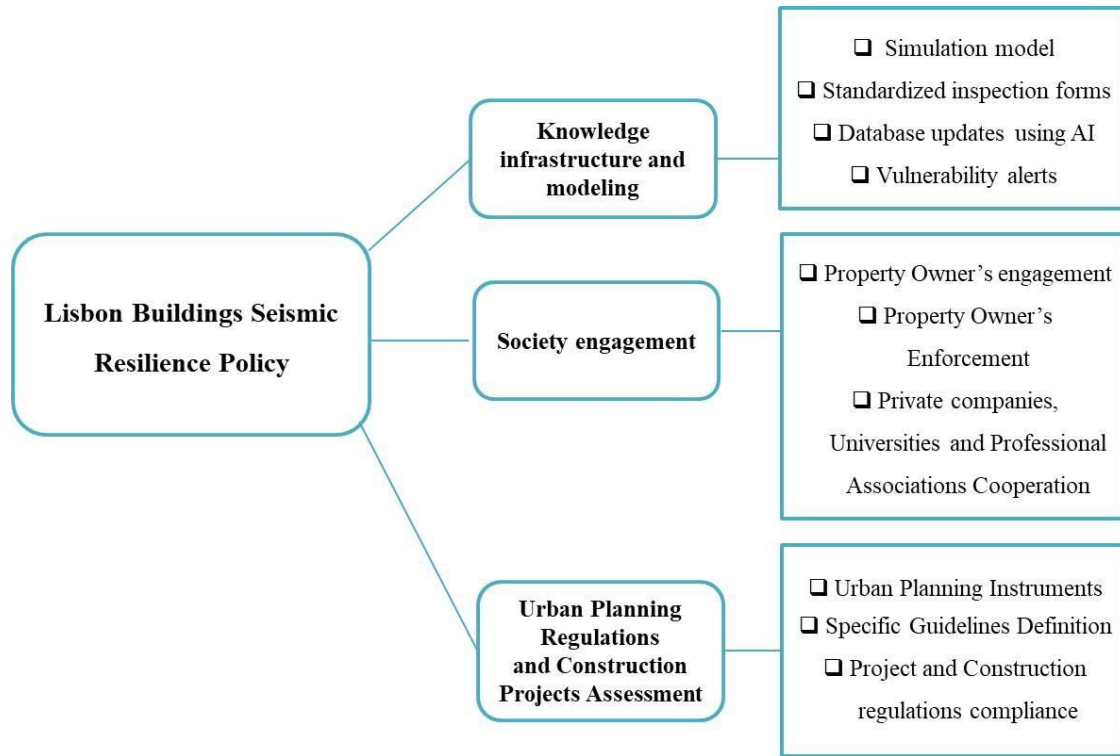 Lisbon Buildings Seismic
Resilience Policy
Knowledge
infrastructure and
modeling
❑ Simulation model
❑ Standardized inspection forms
❑ Database updates using AI
❑ Vulnerability alerts
Society engagement
❑ Property Owner’s engagement
❑ Property Owner’s
Enforcement
❑ Private companies,
Universities and Professional
Associations Cooperation
Urban Planning
Regulations
and Construction
Projects Assessment
❑ Urban Planning Instruments
❑ Specific Guidelines Definition
❑ Project and Construction
regulations compliance